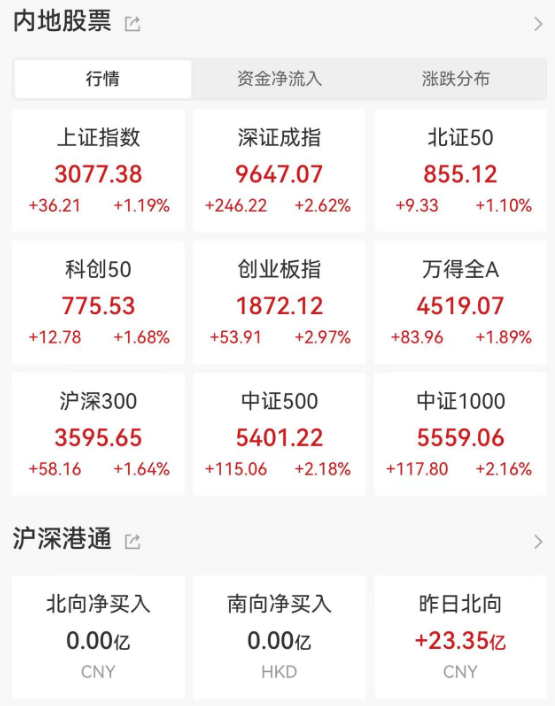 内地股票
行情 资金净流入 涨跌分布
上证指数 深证成指 北证50
3077.38 9647.07 855.12
+36.21 +1.19% +246.22 +2.62% +9.33 +1.10%
科创50 创业板指 万得全A
775.53 1872.12 4519.07
+12.78 +1.68% +53.91 +2.97% +83.96 +1.89%
沪深300 中证500 中证1000
3595.65 5401.22 5559.06
+58.16 +1.64% +115.06 +2.18% +117.80 +2.16%
沪深港通
北向净买入 南向净买入 昨日北向
0.00亿 0.00亿 +23.35亿
CNY HKD CNY